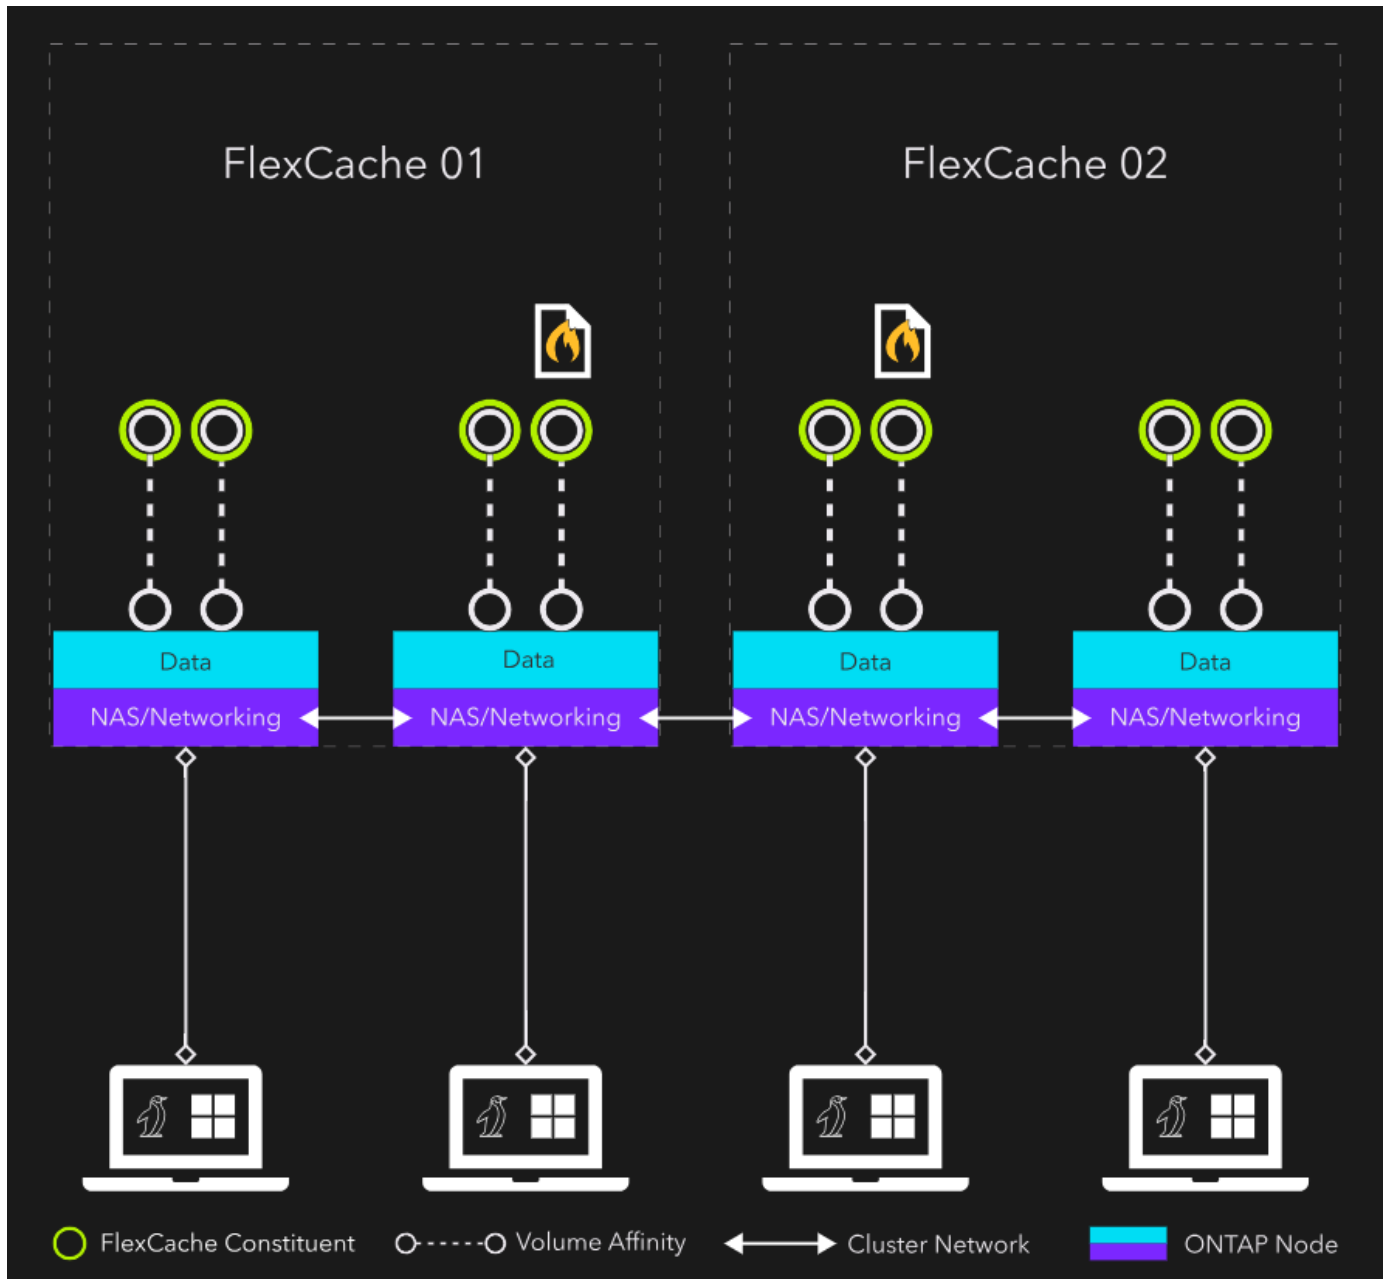 FlexCache 01
FlexCache 02
Data
Data
Data
Data
NAS/Networking
NAS/Networking
NAS/Networking
NAS/Networking
FlexCache Constituent
Volume Affinity
Cluster Network
ONTAP Node